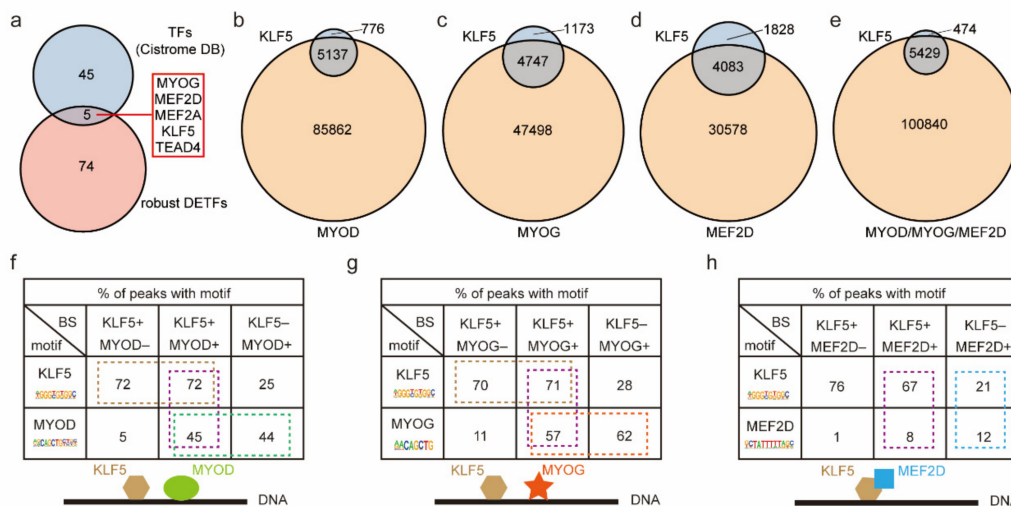 a
TFs
(Cistrome DB)
45
5
MYOG
MEF2D
MEF2A
KLF5
TEAD4
74
robust DETFs
b
KLF5
776
5137
85862
MYOD
c
KLF5
1173
4747
47498
MYOG
d
KLF5
1828
4083
30578
MEF2D
e
KLF5
474
5429
100840
MYOD/MYOG/MEF2D
f
% of peaks with motif
BS
motif
KLF5+
MYOD–
KLF5+
MYOD+
KLF5–
MYOD+
KLF5
72
72
25
MYOD
5
45
44
KLF5
MYOD
DNA
g
% of peaks with motif
BS
motif
KLF5+
MYOG–
KLF5+
MYOG+
KLF5–
MYOG+
KLF5
70
71
28
MYOG
AACAGCTG
11
57
62
KLF5
MYOG
DNA
h
% of peaks with motif
BS
motif
KLF5+
MEF2D–
KLF5+
MEF2D+
KLF5–
MEF2D+
KLF5
76
67
21
MEF2D
1
8
12
KLF5
MEF2D
DNA